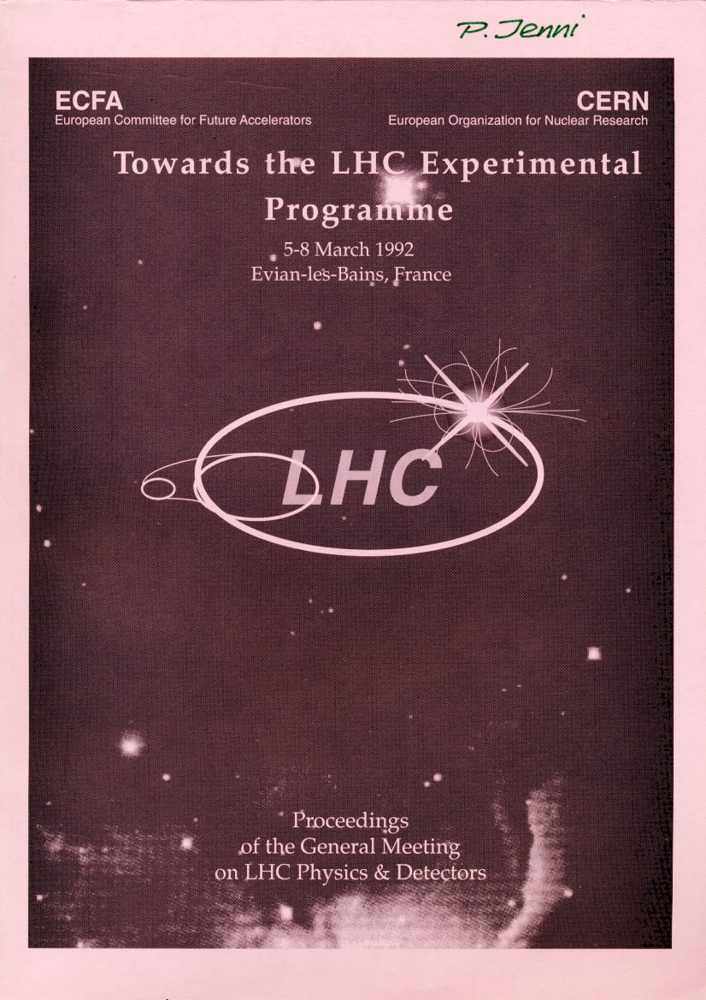 P. Jenni
ECFA
European Committee for Future Accelerators
CERN
European Organization for Nuclear Research
Towards the LHC Experimental
Programme
5-8 March 1992
Evian-les-Bains, France
LHC
Proceedings
of the General Meeting
on LHC Physics & Detectors